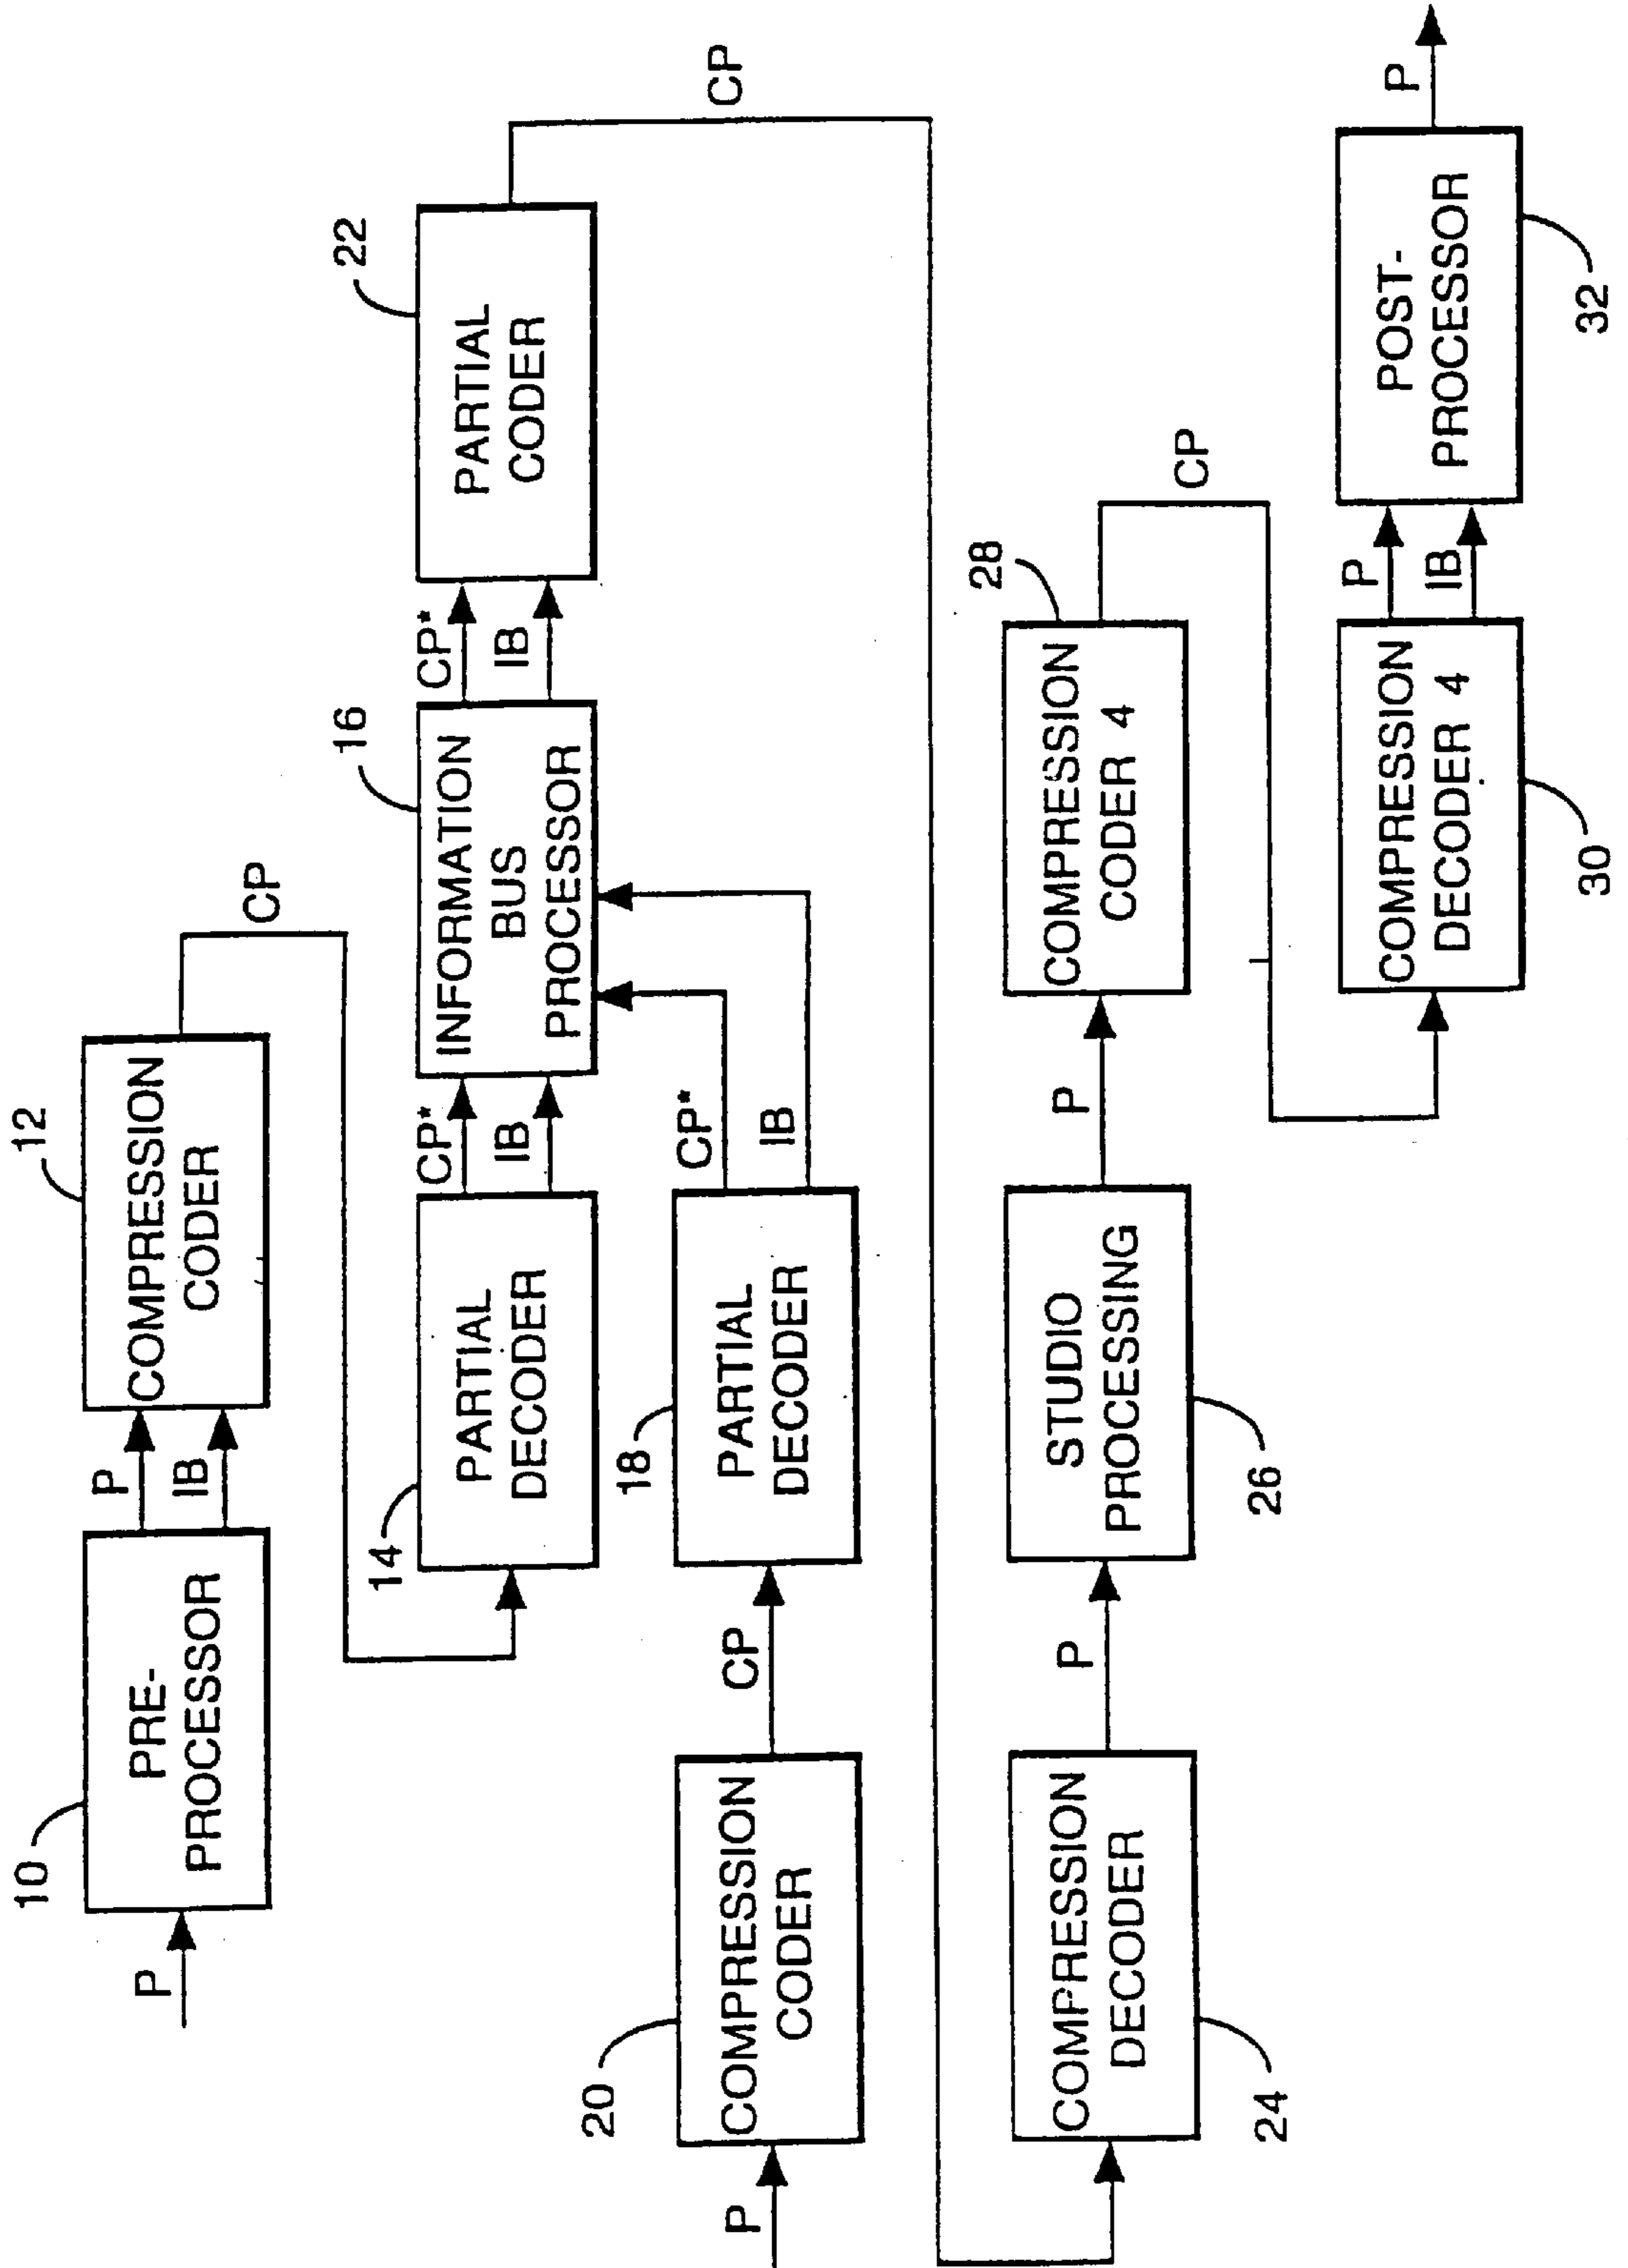 P
10
PRE-
PROCESSOR
P
IB
12
COMPRESSION
CODER
CP
14
PARTIAL
DECODER
CP*
IB
16
INFORMATION
BUS
PROCESSOR
CP*
IB
22
PARTIAL
CODER
CP
P
20
COMPRESSION
CODER
CP
18
PARTIAL
DECODER
CP*
IB
24
COMPRESSION
DECODER
P
26
STUDIO
PROCESSING
P
28
COMPRESSION
CODER 4
CP
30
COMPRESSION
DECODER 4
P
IB
32
POST-
PROCESSOR
P